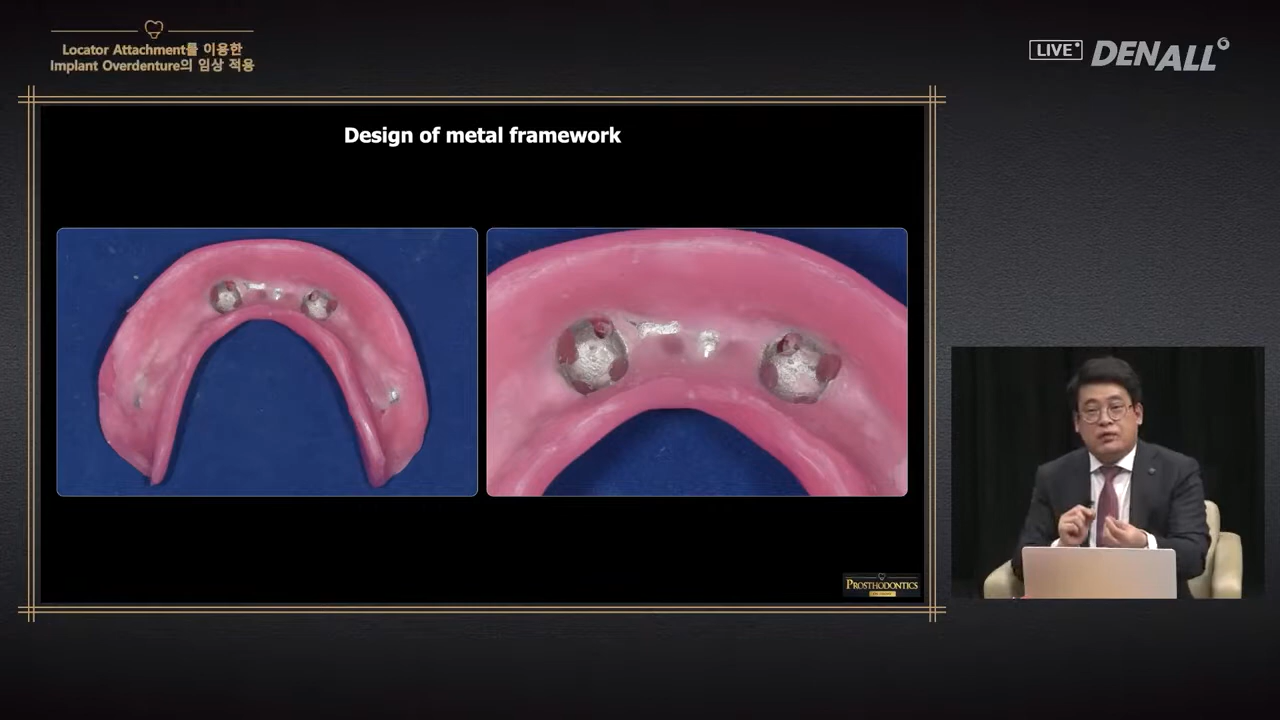 Locator Attachment를 이용한
Implant Overdenture의 임상 적용
LIVE
DENALL
Design of metal framework
PROSTHODONTICS